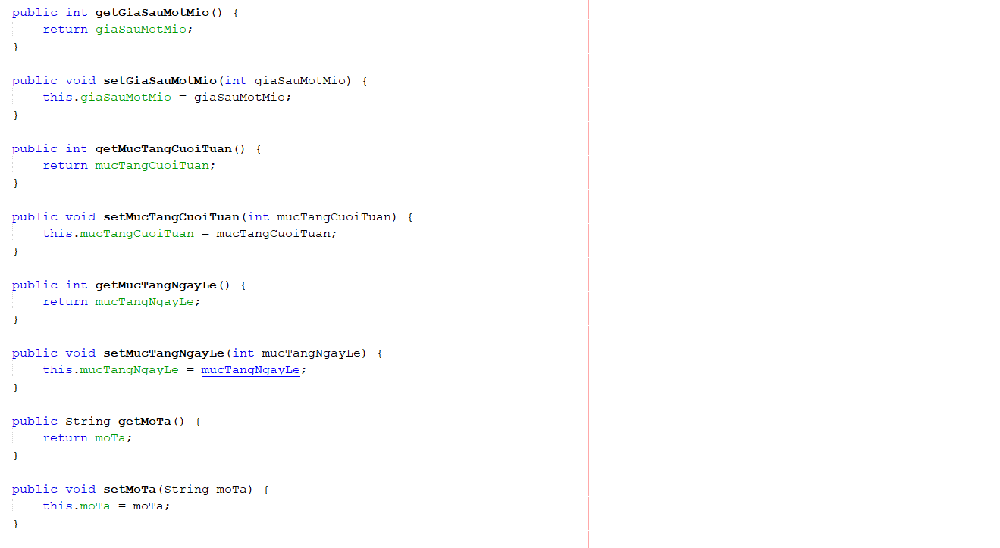 public int getGiaSauMotMio() {
    return giaSauMotMio;
}

public void setGiaSauMotMio(int giaSauMotMio) {
    this.giaSauMotMio = giaSauMotMio;
}

public int getMucTangCuoiTuan() {
    return mucTangCuoiTuan;
}

public void setMucTangCuoiTuan(int mucTangCuoiTuan) {
    this.mucTangCuoiTuan = mucTangCuoiTuan;
}

public int getMucTangNgayLe() {
    return mucTangNgayLe;
}

public void setMucTangNgayLe(int mucTangNgayLe) {
    this.mucTangNgayLe = mucTangNgayLe;
}

public String getMoTa() {
    return moTa;
}

public void setMoTa(String moTa) {
    this.moTa = moTa;
}